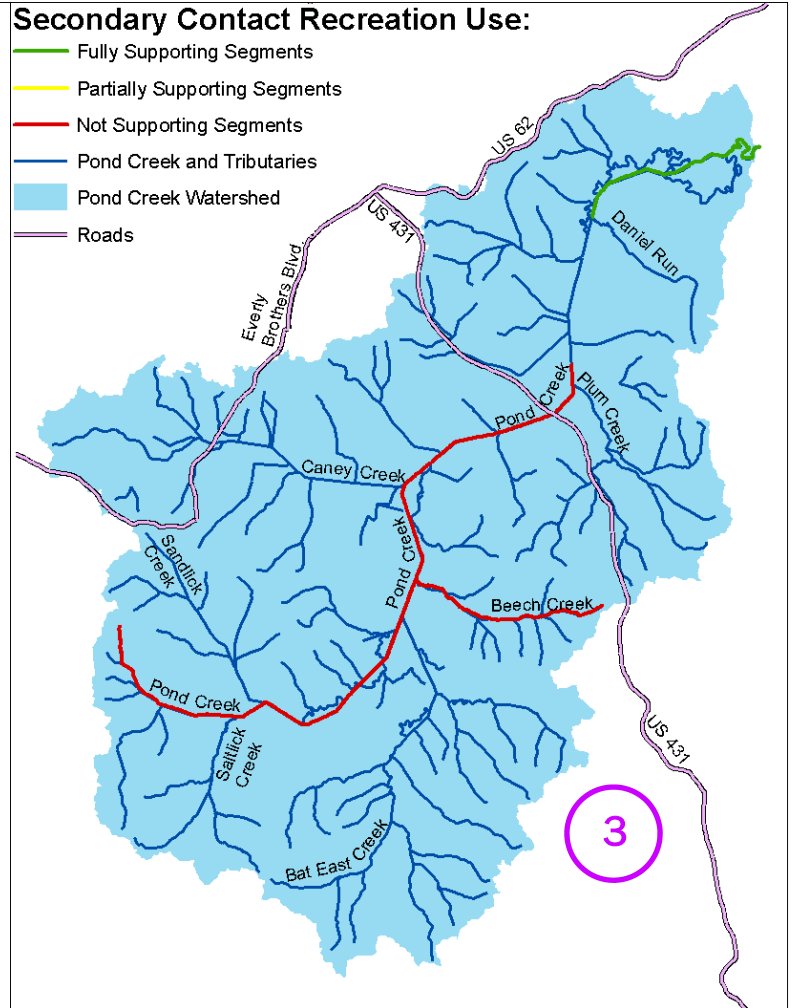 Secondary Contact Recreation Use:
Fully Supporting Segments
Partially Supporting Segments
Not Supporting Segments
Pond Creek and Tributaries
Pond Creek Watershed
Roads
US 62
US 431
Daniel Run
Everly
Brothers Blvd.
Pond Creek
Plum Creek
Caney Creek
Pond Creek
Sandlick
Creek
Beech Creek
Pond Creek
Saltlick
Creek
US 431
3
Bat East Creek